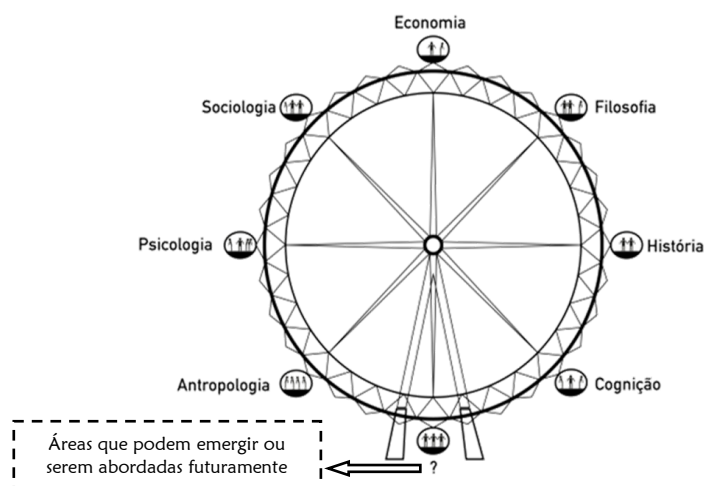 Economia
Sociologia
Filosofia
Psicologia
História
Antropologia
Cognição
Áreas que podem emergir ou
serem abordadas futuramente
?